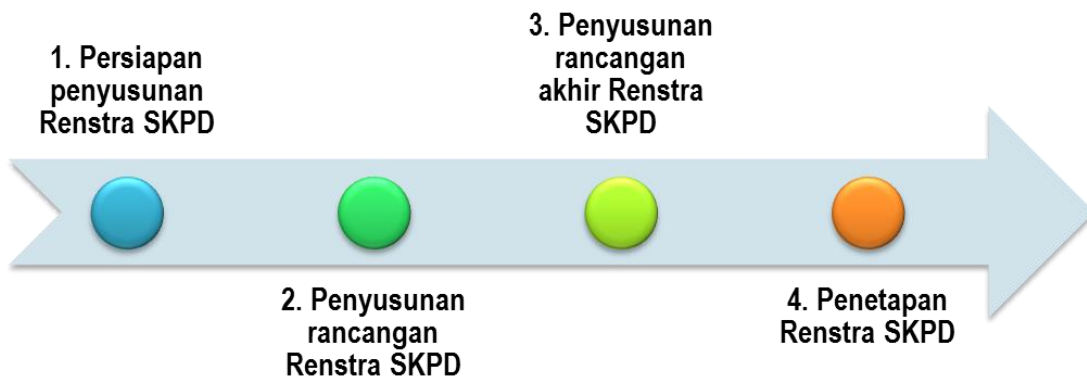 1. Persiapan
penyusunan
Renstra SKPD
2. Penyusunan
rancangan
Renstra SKPD
3. Penyusunan
rancangan
akhir Renstra
SKPD
4. Penetapan
Renstra SKPD